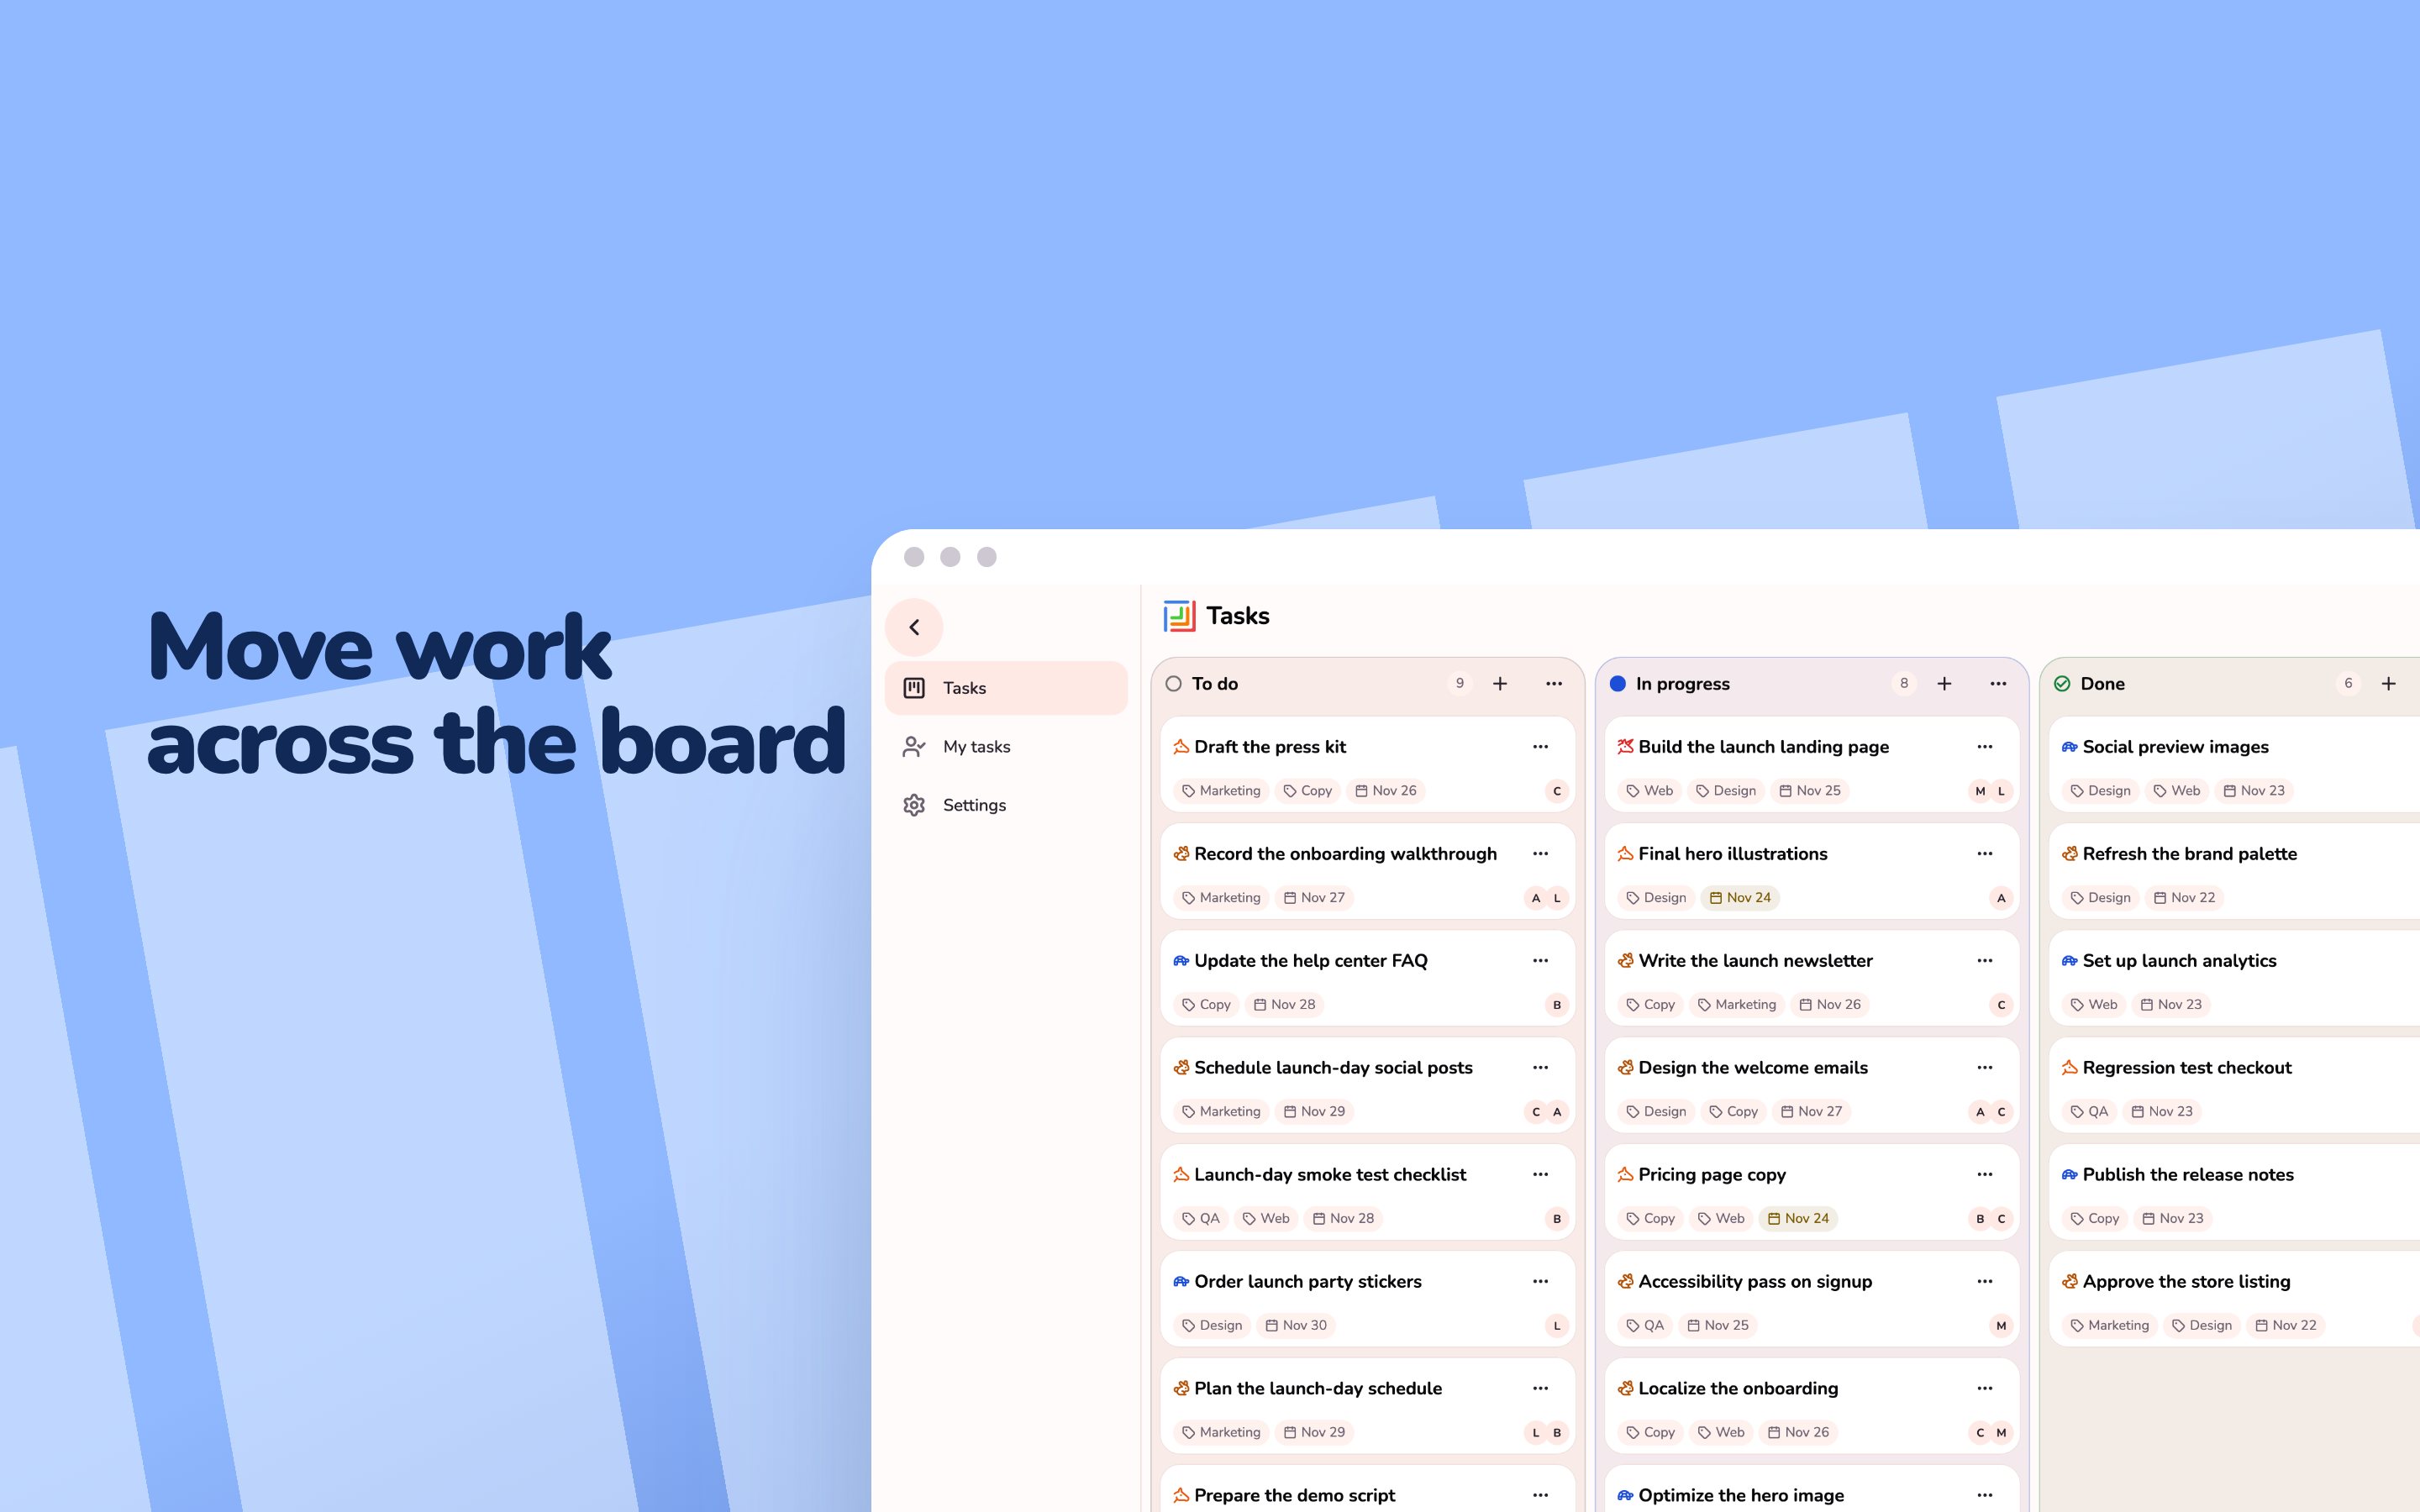 Move work
across the board
Tasks
My tasks
Settings
Tasks
To do 9
Draft the press kit
Marketing Copy Nov 26 C
Record the onboarding walkthrough
Marketing Nov 27 A L
Update the help center FAQ
Copy Nov 28 B
Schedule launch-day social posts
Marketing Nov 29 C A
Launch-day smoke test checklist
QA Web Nov 28 B
Order launch party stickers
Design Nov 30 L
Plan the launch-day schedule
Marketing Nov 29 L B
Prepare the demo script
In progress 8
Build the launch landing page
Web Design Nov 25 M L
Final hero illustrations
Design Nov 24 A
Write the launch newsletter
Copy Marketing Nov 26 C
Design the welcome emails
Design Copy Nov 27 A C
Pricing page copy
Copy Web Nov 24 B C
Accessibility pass on signup
QA Nov 25 M
Localize the onboarding
Copy Web Nov 26 C M
Optimize the hero image
Done 6
Social preview images
Design Web Nov 23
Refresh the brand palette
Design Nov 22
Set up launch analytics
Web Nov 23
Regression test checkout
QA Nov 23
Publish the release notes
Copy Nov 23
Approve the store listing
Marketing Design Nov 22